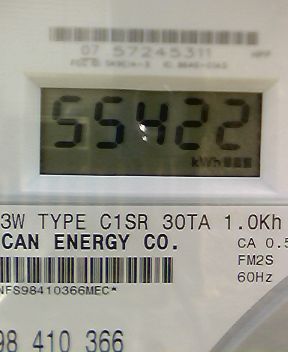 07 57245311
55422
kWh
3W TYPE C1SR 30TA 1.0Kh
CAN ENERGY CO.
CA 0.5
FM2S
60Hz
NFS98410366MEC*
98 410 366